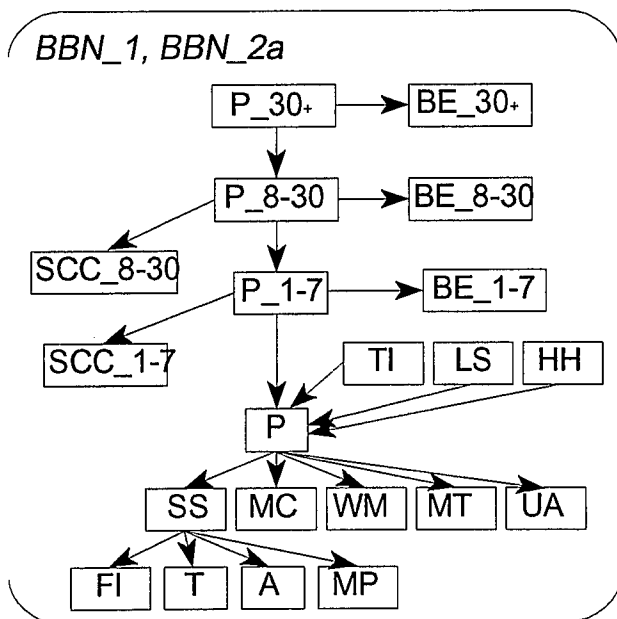 BBN_1, BBN_2a
P_30+ BE_30+
P_8-30 BE_8-30
SCC_8-30
P_1-7 BE_1-7
SCC_1-7
TI LS HH
P
SS MC WM MT UA
FI T A MP